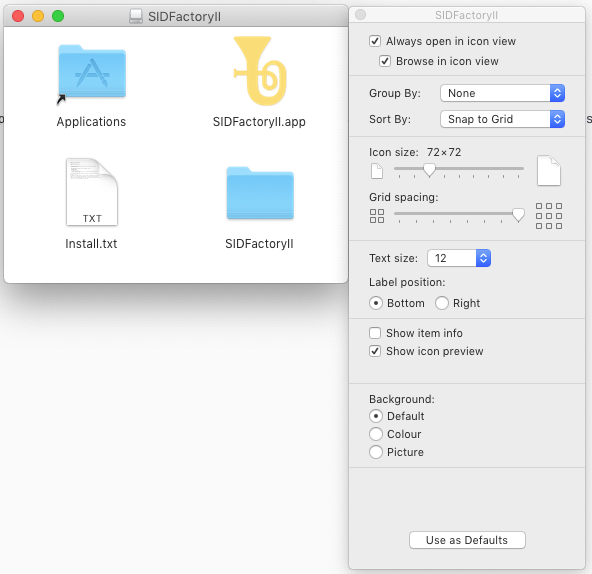 SIDFactoryII
Applications
SIDFactoryII.app
TXT
Install.txt
SIDFactoryII
SIDFactoryII
Always open in icon view
Browse in icon view
Group By: None
Sort By: Snap to Grid
Icon size: 72×72
Grid spacing:
Text size: 12
Label position:
Bottom Right
Show item info
Show icon preview
Background:
Default
Colour
Picture
Use as Defaults